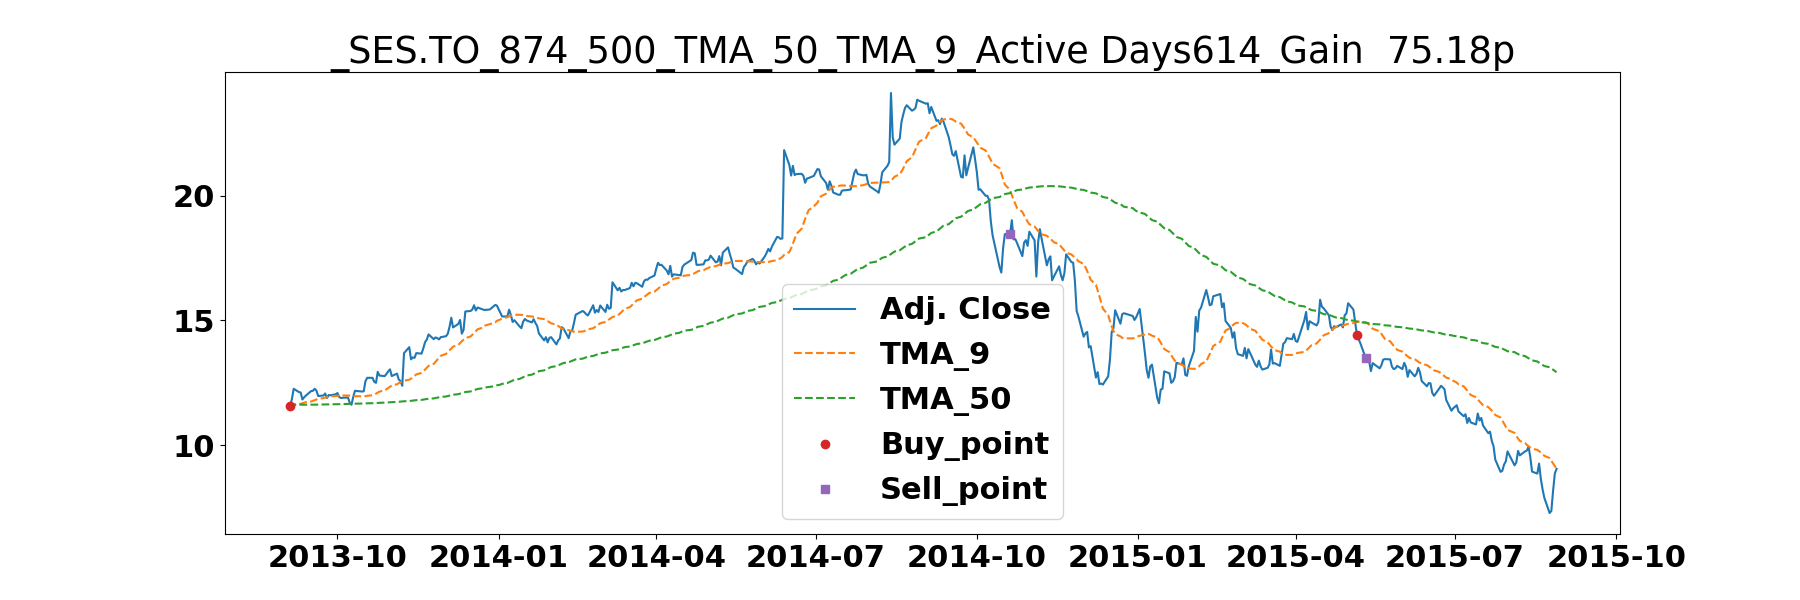 _SES.TO_874_500_TMA_50_TMA_9_Active Days614_Gain  75.18p
20
15
10
Adj. Close
TMA_9
TMA_50
Buy_point
Sell_point
2013-10 2014-01 2014-04 2014-07 2014-10 2015-01 2015-04 2015-07 2015-10